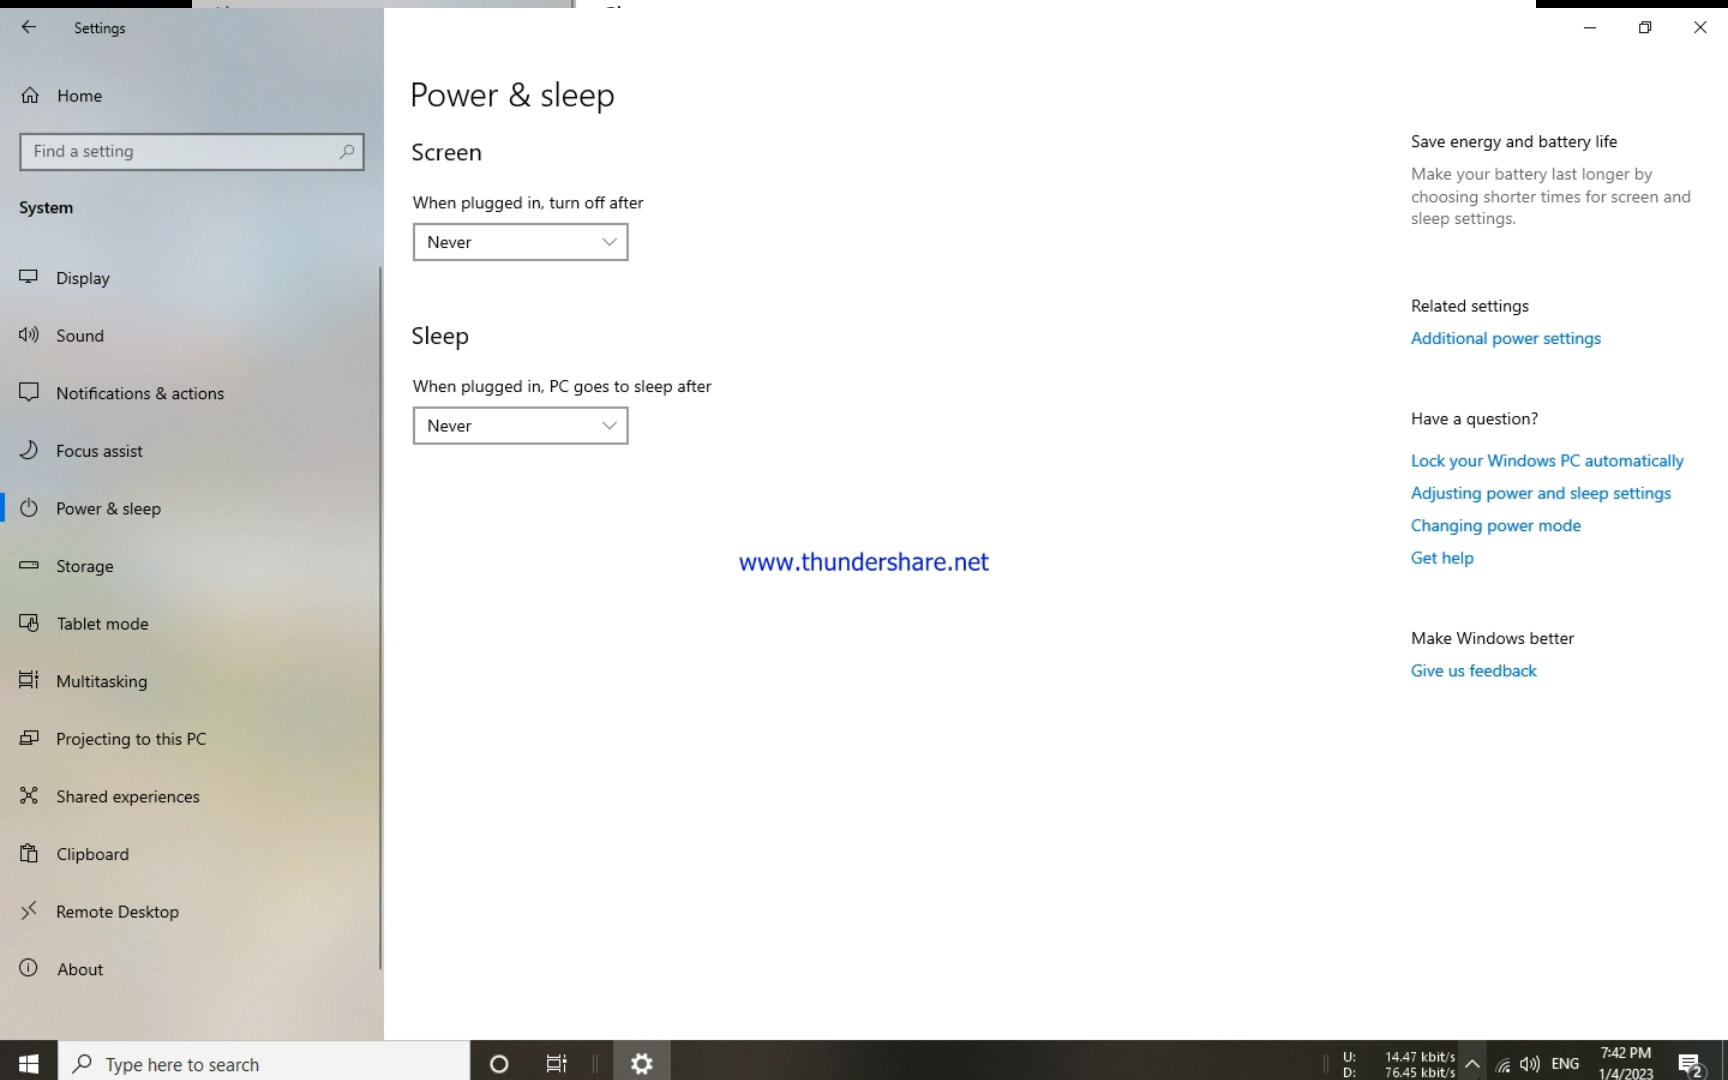 Settings
Home
Find a setting
System
Display
Sound
Notifications & actions
Focus assist
Power & sleep
Storage
Tablet mode
Multitasking
Projecting to this PC
Shared experiences
Clipboard
Remote Desktop
About
Power & sleep
Screen
When plugged in, turn off after
Never
Sleep
When plugged in, PC goes to sleep after
Never
www.thundershare.net
Save energy and battery life
Make your battery last longer by
choosing shorter times for screen and
sleep settings.
Related settings
Additional power settings
Have a question?
Lock your Windows PC automatically
Adjusting power and sleep settings
Changing power mode
Get help
Make Windows better
Give us feedback
Type here to search
U: 14.47 kbit/s
D: 76.45 kbit/s
ENG
7:42 PM
1/4/2023
2